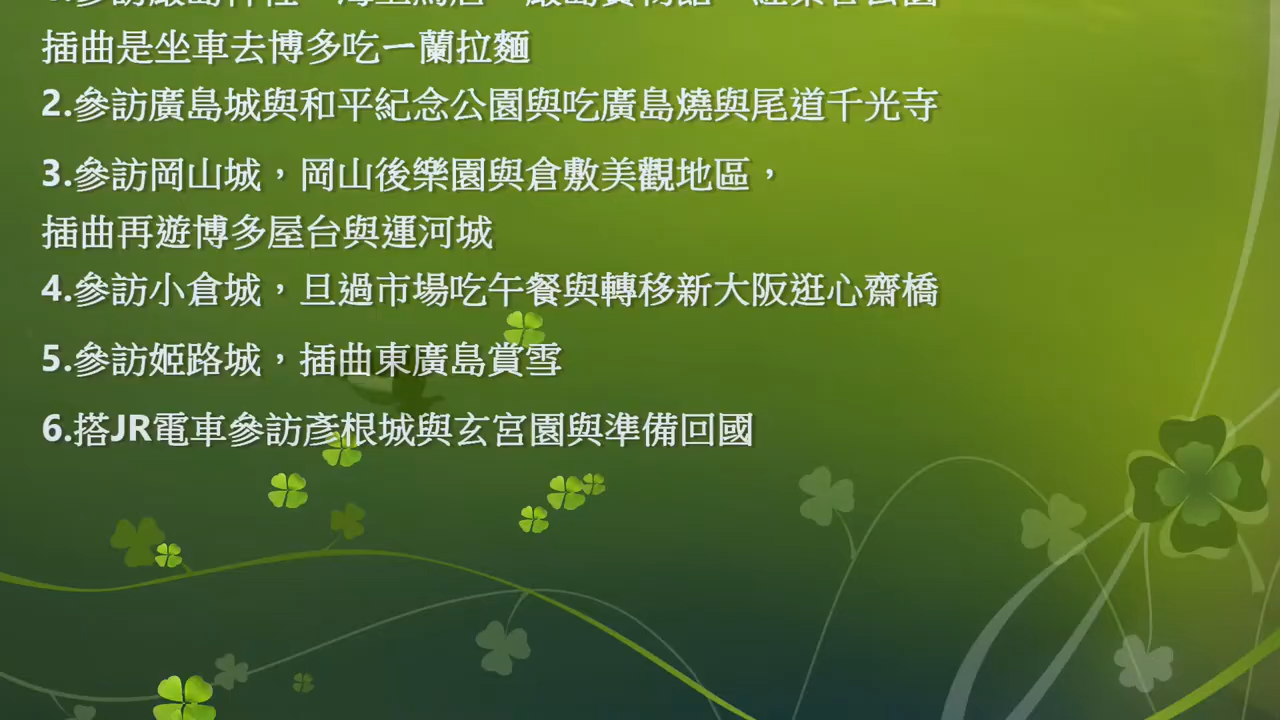 插曲是坐車去博多吃一蘭拉麵
2.參訪廣島城與和平紀念公園與吃廣島燒與尾道千光寺
3.參訪岡山城，岡山後樂園與倉敷美觀地區，
插曲再遊博多屋台與運河城
4.參訪小倉城，旦過市場吃午餐與轉移新大阪逛心齋橋
5.參訪姬路城，插曲東廣島賞雪
6.搭JR電車參訪彥根城與玄宮園與準備回國